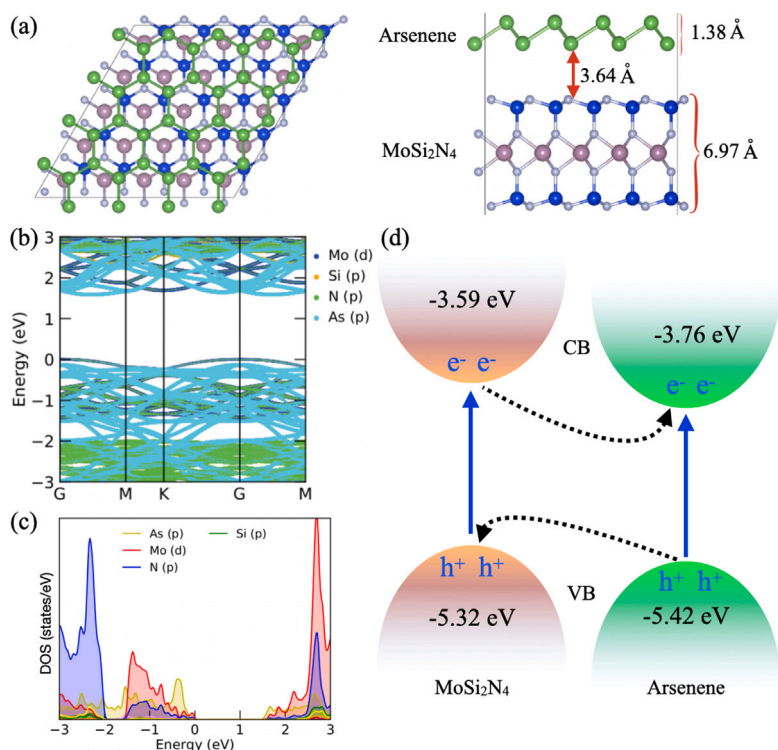 (a)
Arsenene
1.38 Å
3.64 Å
MoSi₂N₄
6.97 Å
(b)
Energy (eV)
3
2
1
0
−1
−2
−3
G M K G M
Mo (d)
Si (p)
N (p)
As (p)
(c)
DOS (states/eV)
As (p) Si (p)
Mo (d)
N (p)
−3 −2 −1 0 1 2 3
Energy (eV)
(d)
-3.59 eV
e⁻ e⁻
CB
-3.76 eV
e⁻ e⁻
h⁺ h⁺
-5.32 eV
VB
h⁺ h⁺
-5.42 eV
MoSi₂N₄
Arsenene